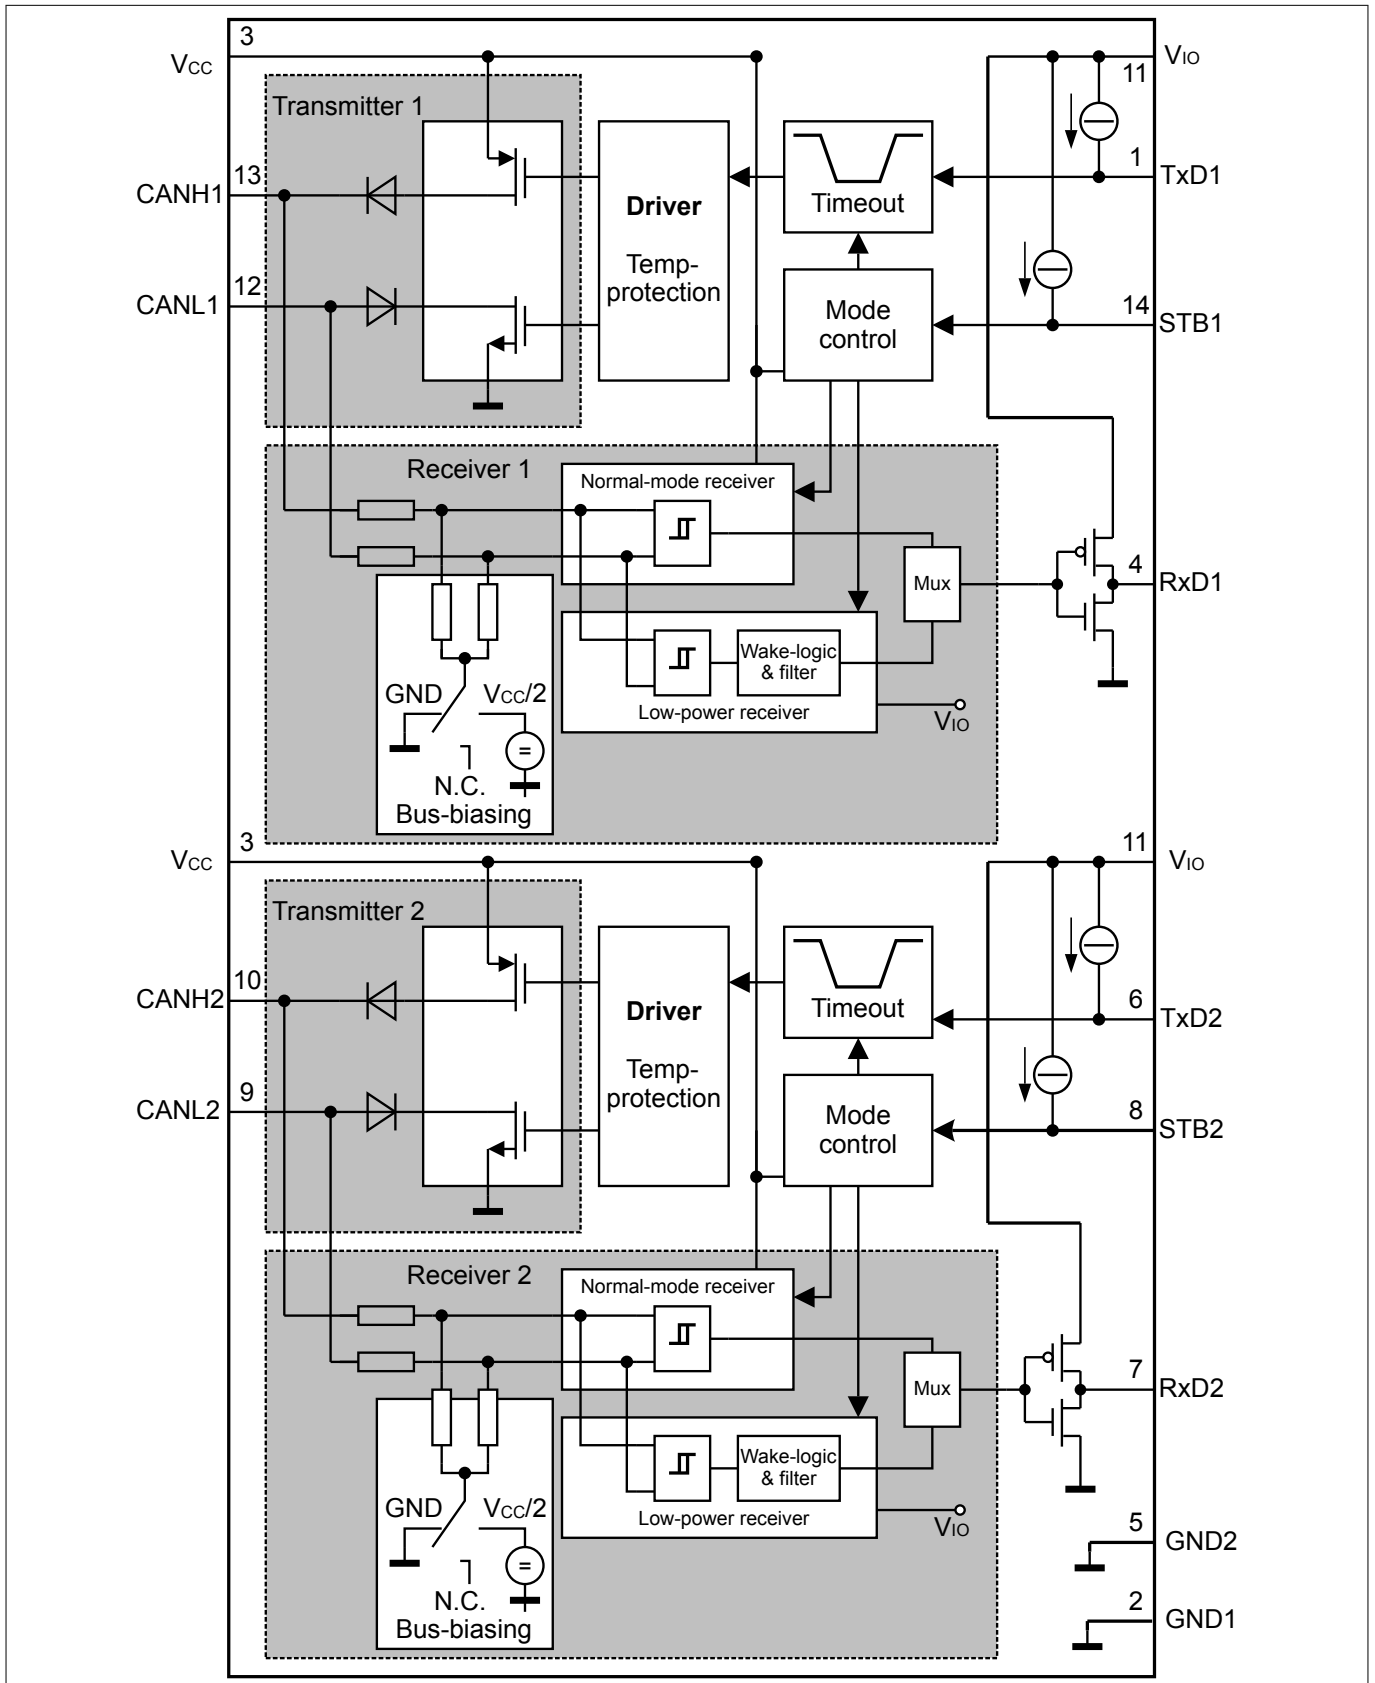 3
VCC
VIO
11
Transmitter 1
13
CANH1
Driver
Temp-
protection
Timeout
1
TxD1
12
CANL1
Mode
control
14
STB1
Receiver 1
Normal-mode receiver
Mux
4
RxD1
Wake-logic
& filter
Low-power receiver
VIO
GND
VCC/2
=
N.C.
Bus-biasing
3
VCC
11
VIO
Transmitter 2
10
CANH2
Driver
Temp-
protection
Timeout
6
TxD2
9
CANL2
Mode
control
8
STB2
Receiver 2
Normal-mode receiver
Mux
7
RxD2
Wake-logic
& filter
Low-power receiver
VIO
GND
VCC/2
=
N.C.
Bus-biasing
5
GND2
2
GND1